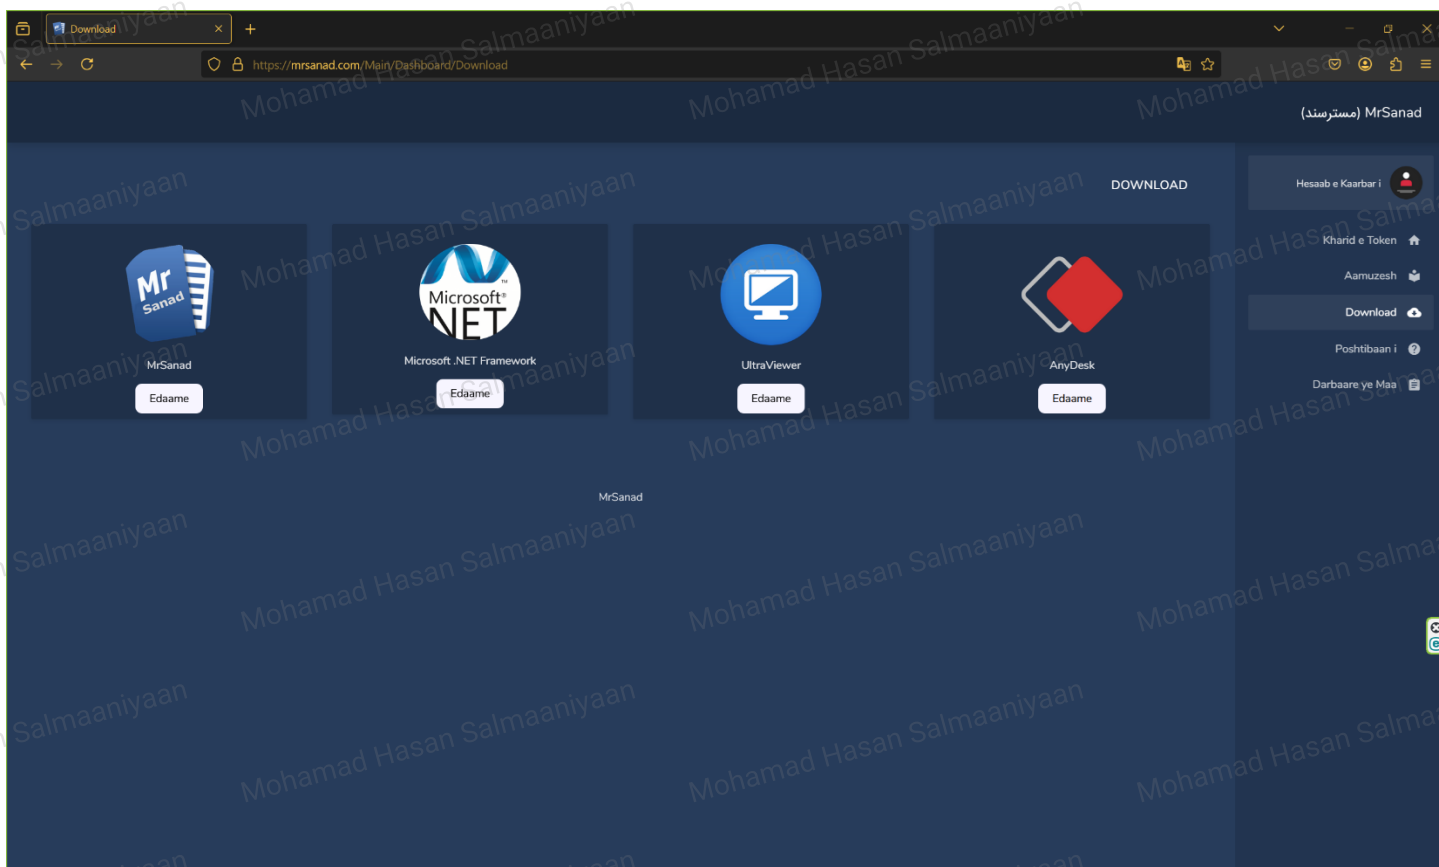 Download
https://mrsanad.com/Main/Dashboard/Download
MrSanad (مسترسند)
DOWNLOAD
Hesaab e Kaarbar i
Kharid e Token
Aamuzesh
Download
Poshtibaan i
Darbaare ye Maa
Mr
Sanad
MrSanad
Edaame
Microsoft®
.NET
Microsoft .NET Framework
Edaame
UltraViewer
Edaame
AnyDesk
Edaame
MrSanad
Mohamad Hasan Salmaaniyaan